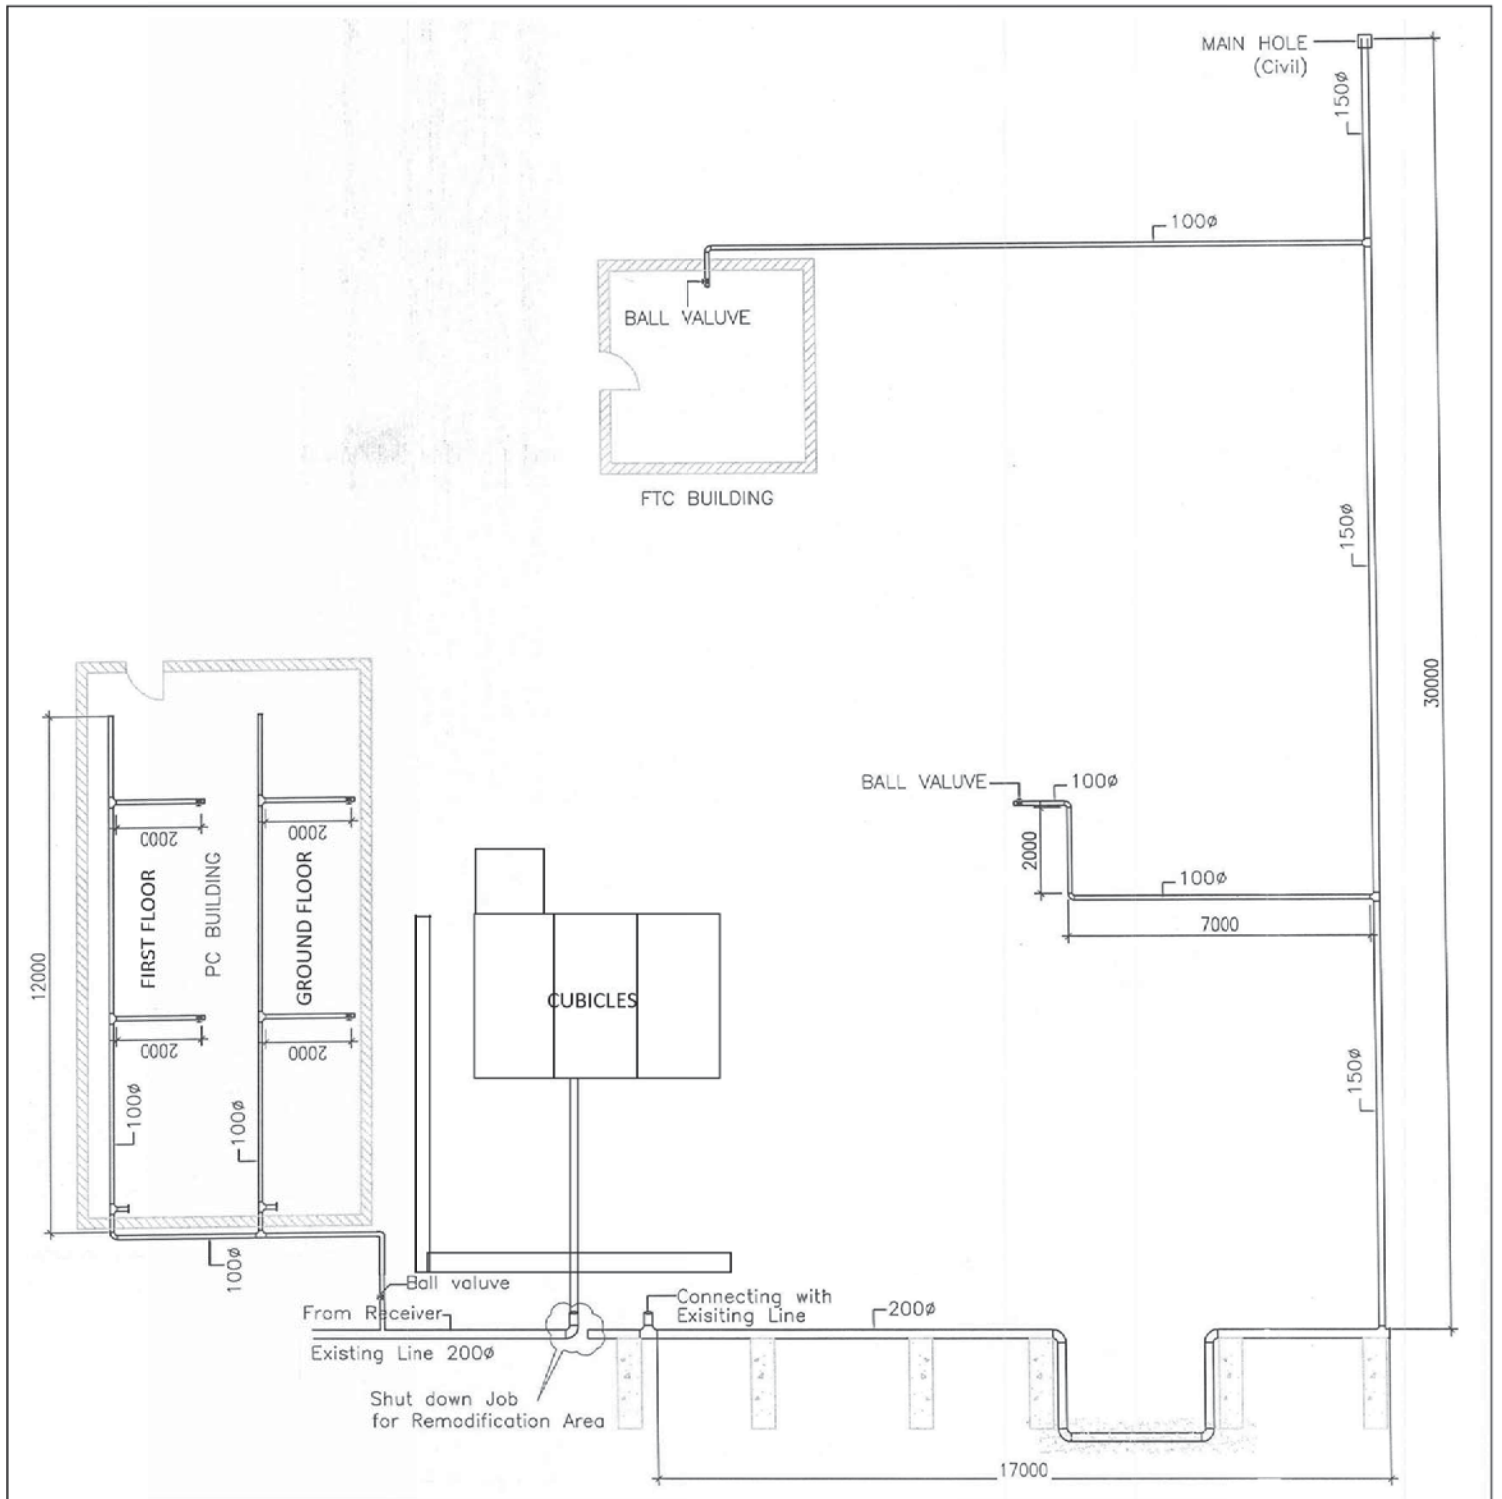 MAIN HOLE
(Civil)
150ø
100ø
BALL VALUVE
FTC BUILDING
150ø
30000
BALL VALUVE
100ø
2000
100ø
7000
2000
2000
FIRST FLOOR
PC BUILDING
GROUND FLOOR
12000
CUBICLES
2000
2000
150ø
100ø
100ø
100ø
Ball valuve
From Receiver
Connecting with
Exisiting Line
200ø
Existing Line 200ø
Shut down Job
for Remodification Area
17000